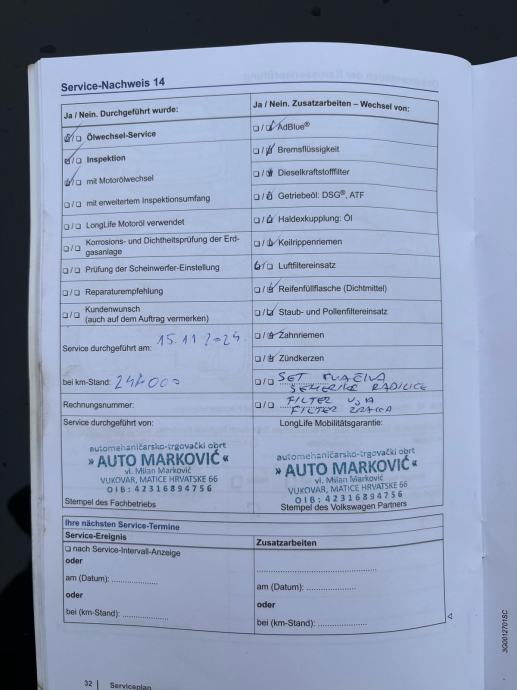 Service-Nachweis 14
Ja / Nein. Durchgeführt wurde:
Ölwechsel-Service
Inspektion
mit Motorölwechsel
mit erweitertem Inspektionsumfang
LongLife Motoröl verwendet
Korrosions- und Dichtheitsprüfung der Erd-
gasanlage
Prüfung der Scheinwerfer-Einstellung
Reparaturempfehlung
Kundenwunsch
(auch auf dem Auftrag vermerken)
Service durchgeführt am: 15.11 2024
bei km-Stand:
Rechnungsnummer:
Service durchgeführt von:
automehaničarsko-trgovački obrt
» AUTO MARKOVIĆ «
vl. Milan Marković
VUKOVAR, MATICE HRVATSKE 66
OIB: 42316894756
Stempel des Fachbetriebs
Ja / Nein. Zusatzarbeiten – Wechsel von:
AdBlue®
Bremsflüssigkeit
Dieselkraftstofffilter
Getriebeöl: DSG®, ATF
Haldexkupplung: Öl
Keilrippenriemen
Luftfiltereinsatz
Reifenfüllflasche (Dichtmittel)
Staub- und Pollenfiltereinsatz
Zahnriemen
Zündkerzen
SET
RADILICE
FILTER ULJA
FILTER ZRAKA
LongLife Mobilitätsgarantie:
automehaničarsko-trgovački obrt
» AUTO MARKOVIĆ «
vl. Milan Marković
VUKOVAR, MATICE HRVATSKE 66
OIB: 42316894756
Stempel des Volkswagen Partners
Ihre nächsten Service-Termine
Service-Ereignis
nach Service-Intervall-Anzeige
oder
am (Datum): ....................
oder
bei (km-Stand): ....................
Zusatzarbeiten
am (Datum): ....................
oder
bei (km-Stand): ....................
32 | Serviceplan
3G0012701SC